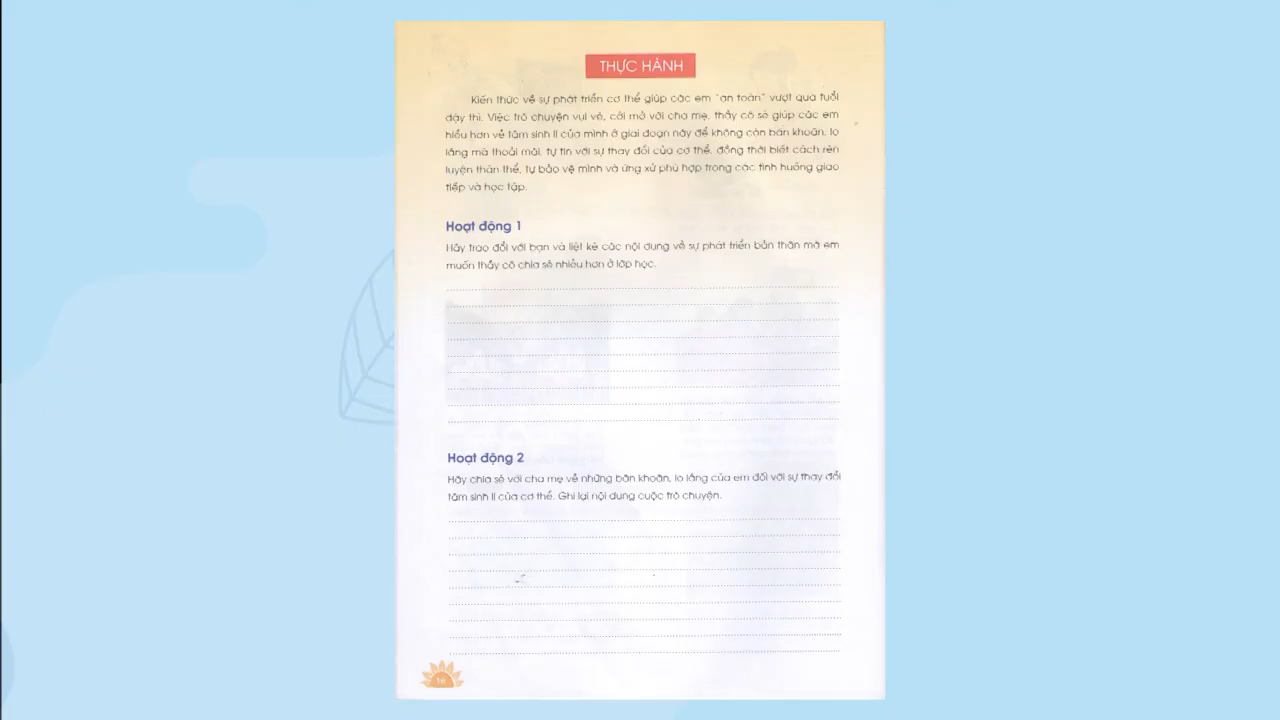 THỰC HÀNH
Kiến thức về sự phát triển cơ thể giúp các em “an toàn” vượt qua tuổi
dậy thì. Việc trò chuyện vui vẻ, cởi mở với cha mẹ, thầy cô sẽ giúp các em
hiểu hơn về tâm sinh lí của mình ở giai đoạn này để không còn băn khoăn, lo
lắng mà thoải mái, tự tin với sự thay đổi của cơ thể, đồng thời biết cách rèn
luyện thân thể, tự bảo vệ mình và ứng xử phù hợp trong các tình huống giao
tiếp và học tập.
Hoạt động 1
Hãy trao đổi với bạn và liệt kê các nội dung về sự phát triển bản thân mà em
muốn thầy cô chia sẻ nhiều hơn ở lớp học.
Hoạt động 2
Hãy chia sẻ với cha mẹ về những băn khoăn, lo lắng của em đối với sự thay đổi
tâm sinh lí của cơ thể. Ghi lại nội dung cuộc trò chuyện.